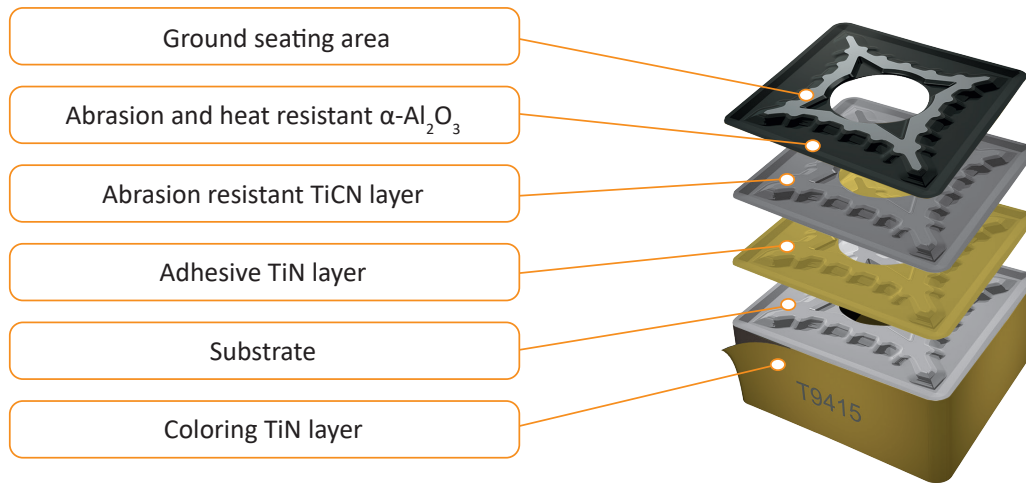 Ground seating area
Abrasion and heat resistant α-Al₂O₃
Abrasion resistant TiCN layer
Adhesive TiN layer
Substrate
Coloring TiN layer
T9415